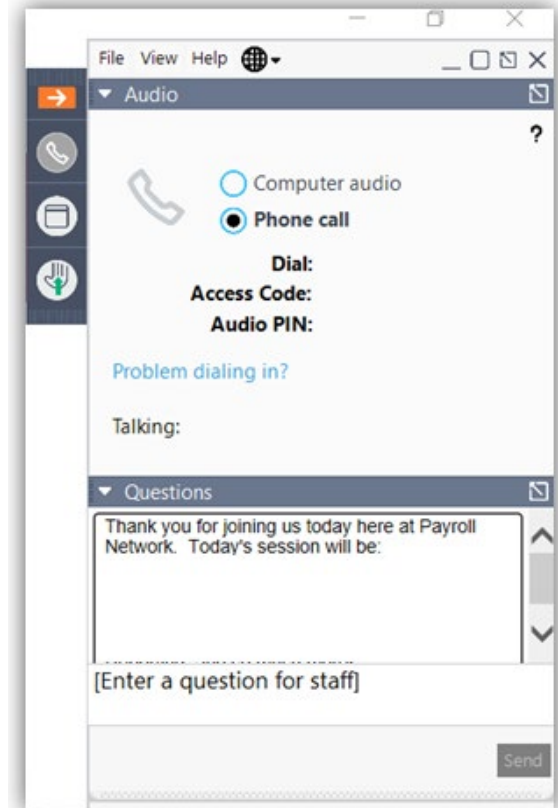 File View Help
Audio
?
Computer audio
Phone call
Dial:
Access Code:
Audio PIN:
Problem dialing in?
Talking:
Questions
Thank you for joining us today here at Payroll
Network. Today's session will be:
[Enter a question for staff]
Send